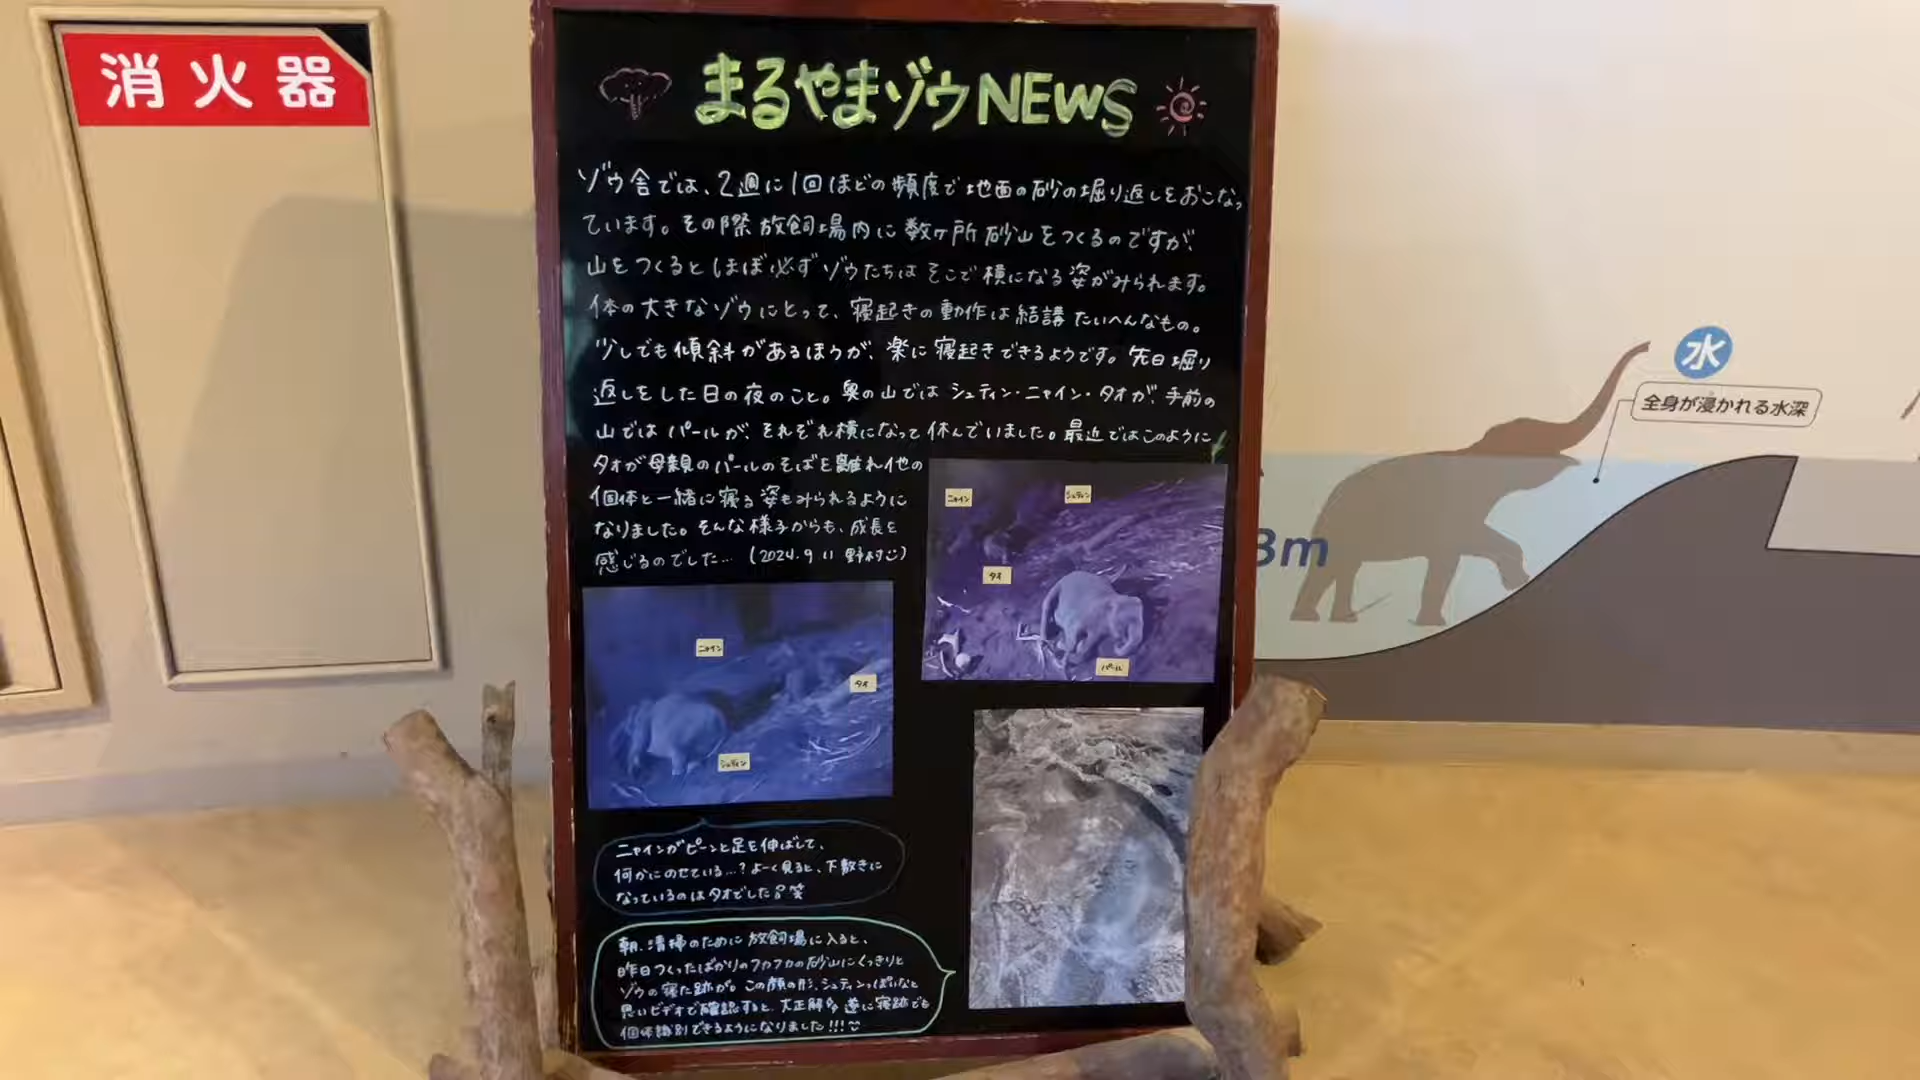 消火器
まるやまゾウNEWS
ゾウ舎では、2週に1回ほどの頻度で地面の砂の堀り返しをおこなっ
ています。その際放飼場内に数ヶ所砂山をつくるのですが、
山をつくるとほぼ必ずゾウたちはそこで横になる姿がみられます。
体の大きなゾウにとって、寝起きの動作は結講たいへんなもの。
少しでも傾斜があるほうが、楽に寝起きできるようです。先日堀り
返しをした日の夜のこと。奥の山ではシュティン・ニャイン・タオが、手前の
山ではパールが、それぞれ横になって休んでいました。最近ではこのように
タオが母親のパールのそばを離れ他の
個体と一緒に寝る姿もみられるように
なりました。そんな様子からも、成長を
感じるのでした… (2024.9 11 野村)
ニャイン
シュティン
タオ
パール
ニャイン
タオ
シュティン
ニャインがピーンと足を伸ばして、
何かにのせている…?よーく見ると、下敷きに
なっているのはタオでした 笑
朝、清掃のために放飼場に入ると、
昨日つくったばかりのフカフカの砂山にくっきりと
ゾウの寝た跡が。この顔の形、シュティンっぽいなと
思いビデオで確認すると、大正解 遂に寝跡でも
個体識別できるようになりました!!!
水
全身が浸かれる水深
3m